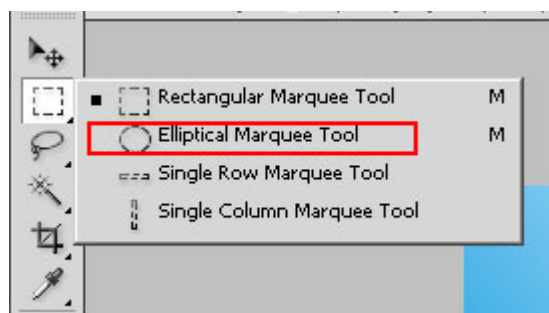 Rectangular Marquee Tool M
Elliptical Marquee Tool M
Single Row Marquee Tool
Single Column Marquee Tool